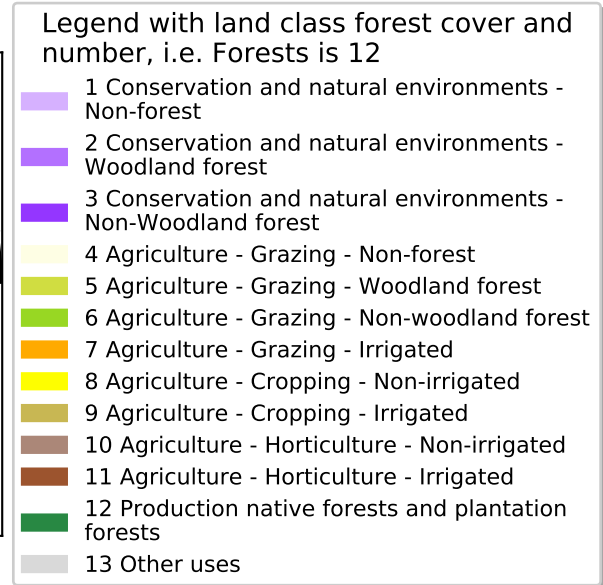 Legend with land class forest cover and
number, i.e. Forests is 12
1 Conservation and natural environments -
Non-forest
2 Conservation and natural environments -
Woodland forest
3 Conservation and natural environments -
Non-Woodland forest
4 Agriculture - Grazing - Non-forest
5 Agriculture - Grazing - Woodland forest
6 Agriculture - Grazing - Non-woodland forest
7 Agriculture - Grazing - Irrigated
8 Agriculture - Cropping - Non-irrigated
9 Agriculture - Cropping - Irrigated
10 Agriculture - Horticulture - Non-irrigated
11 Agriculture - Horticulture - Irrigated
12 Production native forests and plantation
forests
13 Other uses